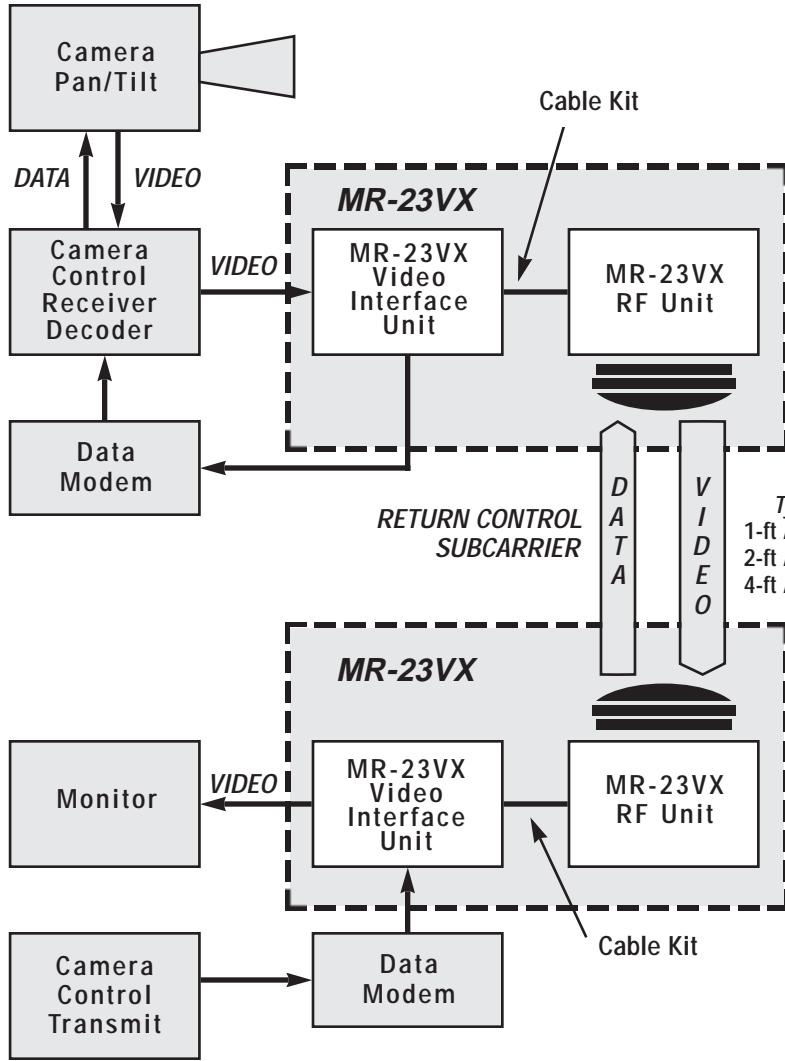 Camera
Pan/Tilt
Cable Kit
DATA
VIDEO
MR-23VX
Camera
Control
Receiver
Decoder
VIDEO
MR-23VX
Video
Interface
Unit
MR-23VX
RF Unit
Data
Modem
RETURN CONTROL
SUBCARRIER
DATA
VIDEO
1-ft
2-ft
4-ft
MR-23VX
Monitor
VIDEO
MR-23VX
Video
Interface
Unit
MR-23VX
RF Unit
Cable Kit
Camera
Control
Transmit
Data
Modem